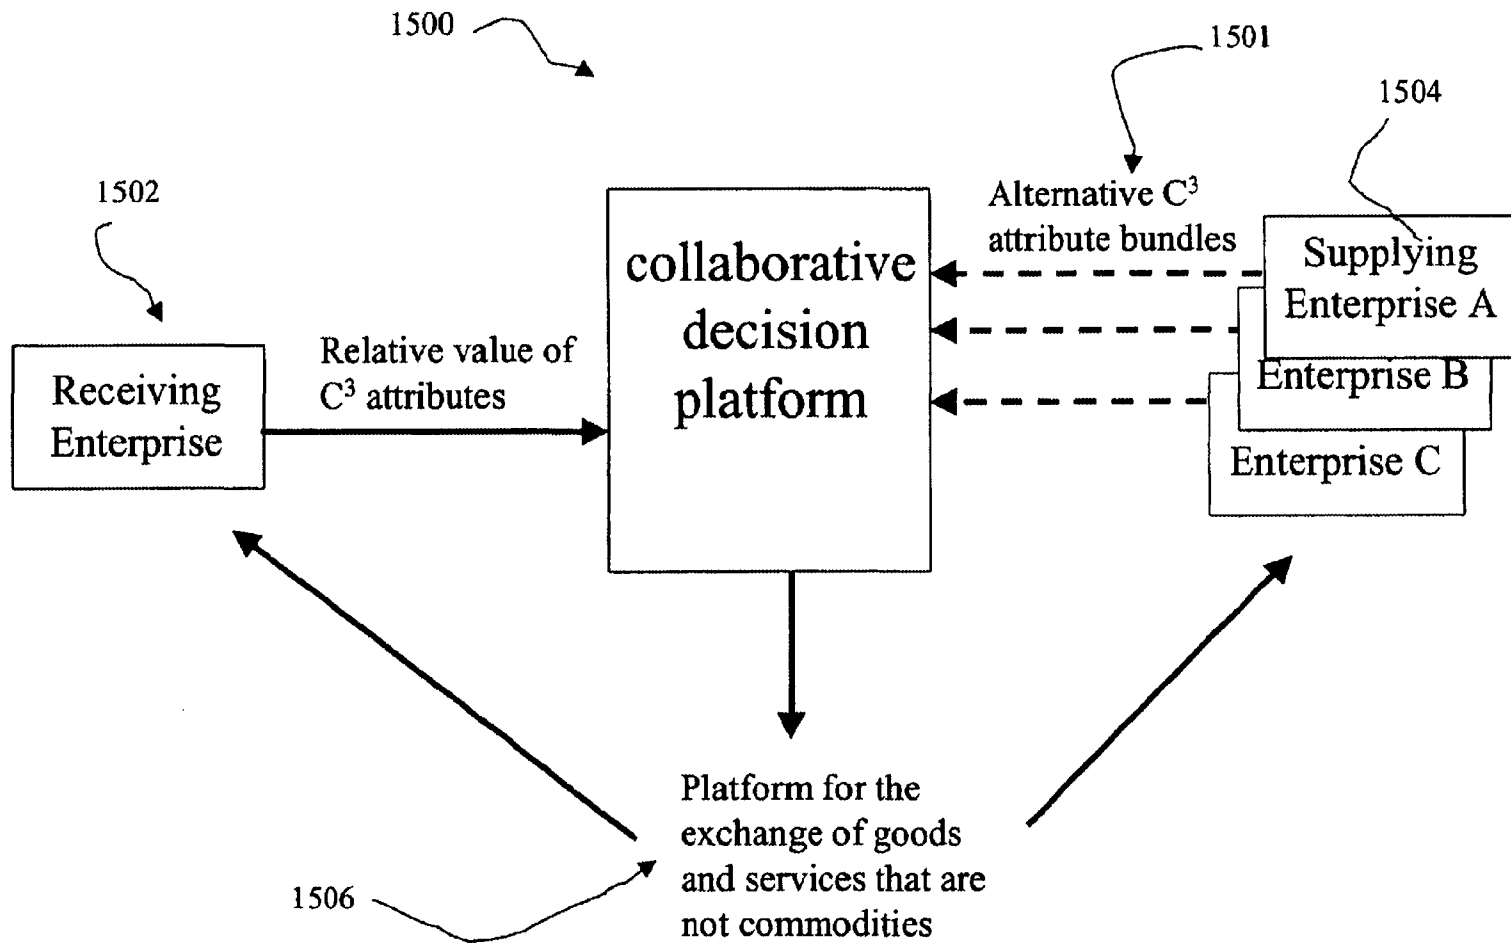 1500
1501
1504
1502
Alternative C³
attribute bundles
Supplying
Enterprise A
collaborative
decision
platform
Relative value of
C³ attributes
Receiving
Enterprise
Enterprise B
Enterprise C
Platform for the
exchange of goods
and services that are
not commodities
1506